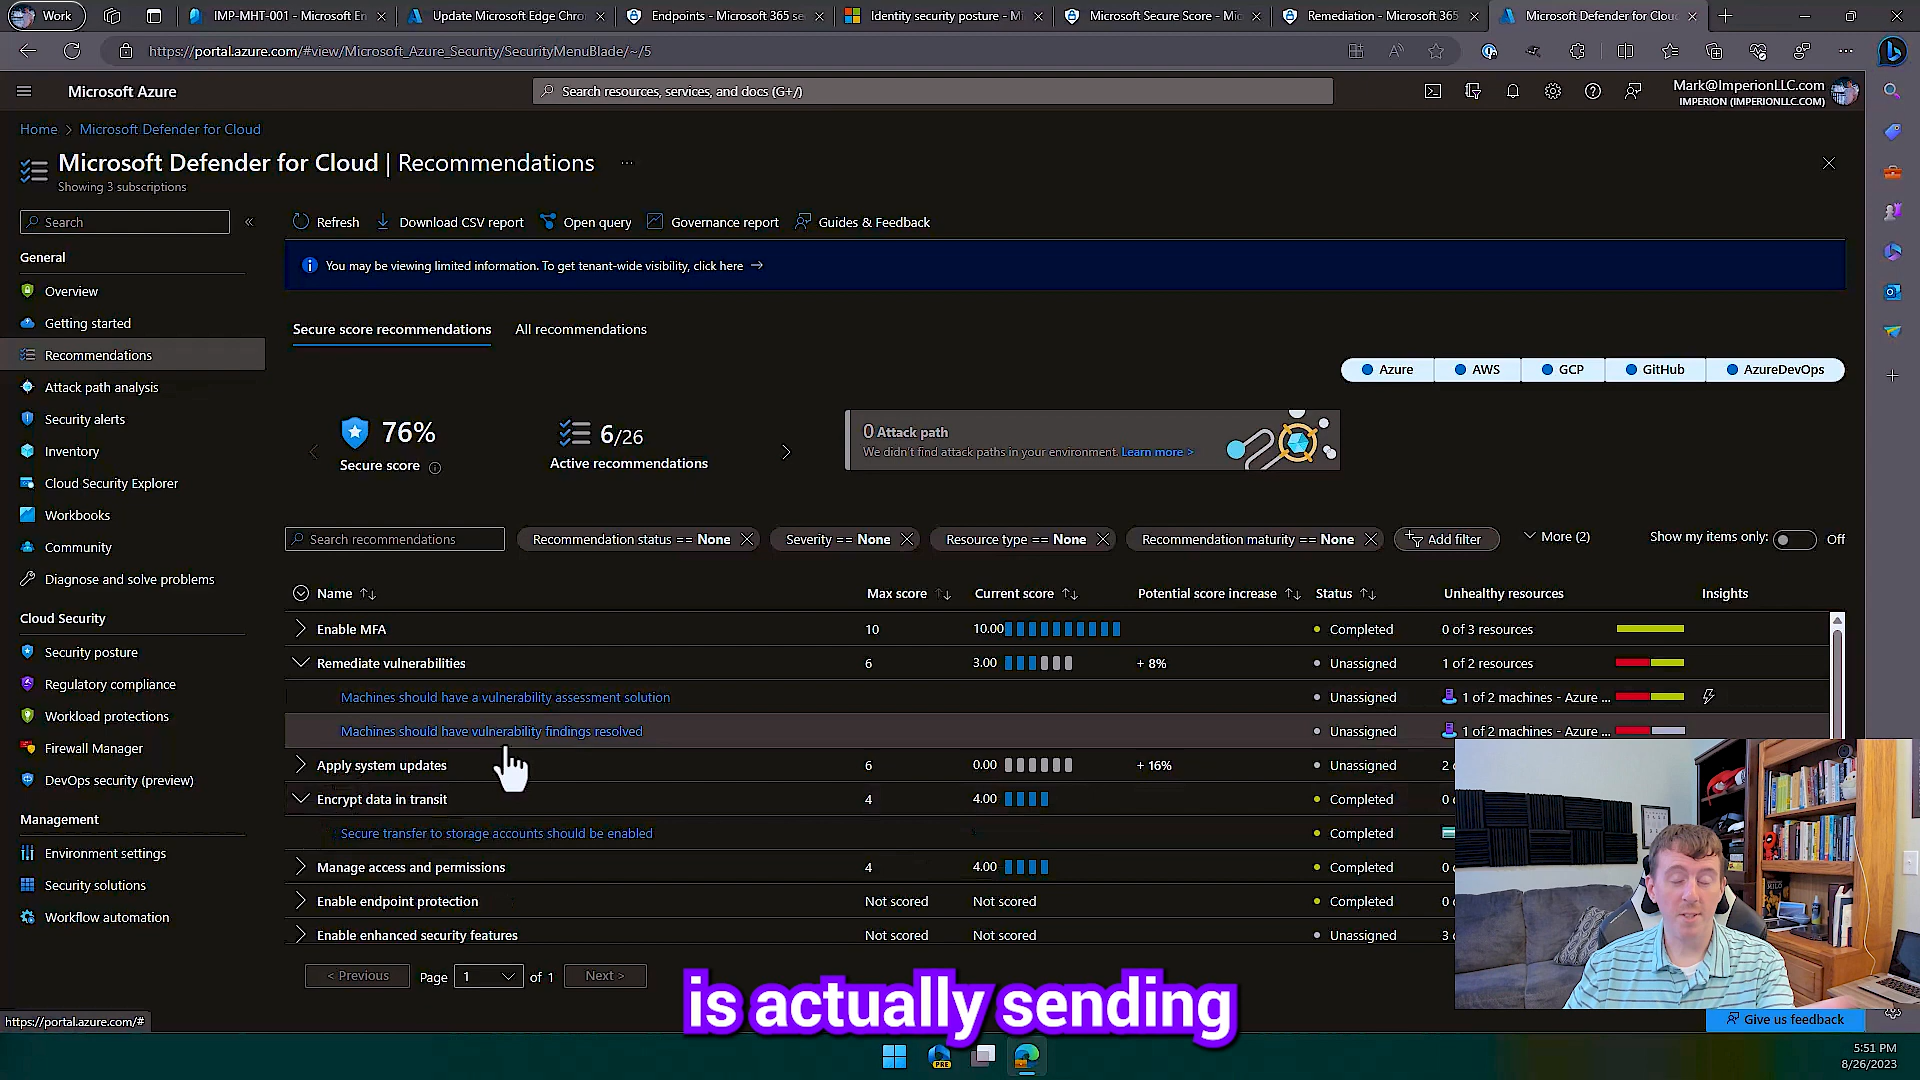 Work
IMP-MHT-001 - Microsoft En
Update Microsoft Edge Chro
Endpoints - Microsoft 365 se
Identity security posture - Mi
Microsoft Secure Score - Mic
Remediation - Microsoft 365
Microsoft Defender for Cloud
https://portal.azure.com/#view/Microsoft_Azure_Security/SecurityMenuBlade/~/5
Microsoft Azure
Search resources, services, and docs (G+/)
Mark@ImperionLLC.com
IMPERION (IMPERIONLLC.COM)
Home > Microsoft Defender for Cloud
Microsoft Defender for Cloud | Recommendations ...
Showing 3 subscriptions
Search
«
Refresh
Download CSV report
Open query
Governance report
Guides & Feedback
You may be viewing limited information. To get tenant-wide visibility, click here →
General
Overview
Getting started
Recommendations
Attack path analysis
Security alerts
Inventory
Cloud Security Explorer
Workbooks
Community
Diagnose and solve problems
Cloud Security
Security posture
Regulatory compliance
Workload protections
Firewall Manager
DevOps security (preview)
Management
Environment settings
Security solutions
Workflow automation
Secure score recommendations
All recommendations
Azure
AWS
GCP
GitHub
AzureDevOps
76%
Secure score
6/26
Active recommendations
0 Attack path
We didn't find attack paths in your environment. Learn more >
Search recommendations
Recommendation status == None
Severity == None
Resource type == None
Recommendation maturity == None
Add filter
More (2)
Show my items only: Off
Name ↑↓ Max score ↑↓ Current score ↑↓ Potential score increase ↑↓ Status ↑↓ Unhealthy resources Insights
Enable MFA 10 10.00 Completed 0 of 3 resources
Remediate vulnerabilities 6 3.00 + 8% Unassigned 1 of 2 resources
Machines should have a vulnerability assessment solution Unassigned 1 of 2 machines - Azure ...
Machines should have vulnerability findings resolved Unassigned 1 of 2 machines - Azure ...
Apply system updates 6 0.00 + 16% Unassigned 2
Encrypt data in transit 4 4.00 Completed 0
Secure transfer to storage accounts should be enabled Completed
Manage access and permissions 4 4.00 Completed 0
Enable endpoint protection Not scored Not scored Completed 0
Enable enhanced security features Not scored Not scored Unassigned 3
< Previous Page 1 of 1 Next >
is actually sending
https://portal.azure.com/#
Give us feedback
PRE
5:51 PM
8/26/2023